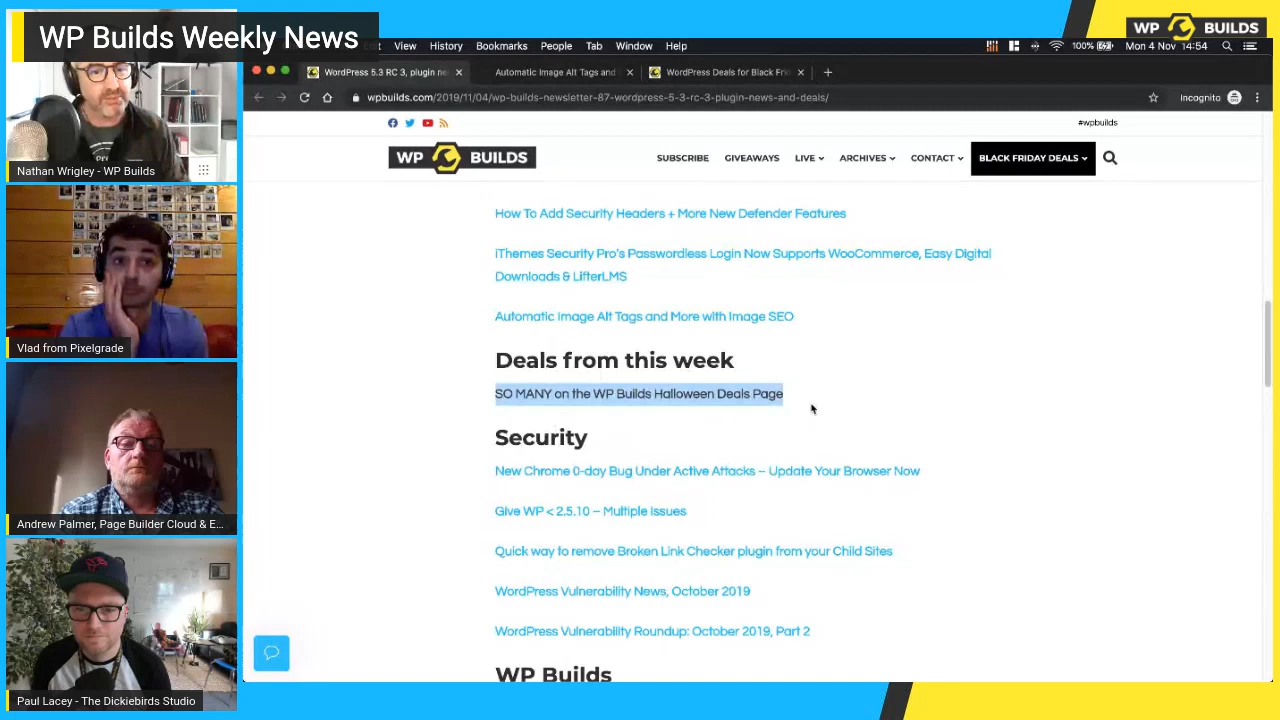 WP Builds Weekly News
WP BUILDS
View History Bookmarks People Tab Window Help
100% Mon 4 Nov 14:54
WordPress 5.3 RC 3, plugin ne
Automatic Image Alt Tags and
WordPress Deals for Black Fri
wpbuilds.com/2019/11/04/wp-builds-newsletter-87-wordpress-5-3-rc-3-plugin-news-and-deals/
Incognito
#wpbuilds
WP BUILDS
SUBSCRIBE GIVEAWAYS LIVE ARCHIVES CONTACT BLACK FRIDAY DEALS
How To Add Security Headers + More New Defender Features
iThemes Security Pro's Passwordless Login Now Supports WooCommerce, Easy Digital
Downloads & LifterLMS
Automatic Image Alt Tags and More with Image SEO
Deals from this week
SO MANY on the WP Builds Halloween Deals Page
Security
New Chrome 0-day Bug Under Active Attacks – Update Your Browser Now
Give WP < 2.5.10 – Multiple Issues
Quick way to remove Broken Link Checker plugin from your Child Sites
WordPress Vulnerability News, October 2019
WordPress Vulnerability Roundup: October 2019, Part 2
WP Builds
Nathan Wrigley - WP Builds
Vlad from Pixelgrade
Andrew Palmer, Page Builder Cloud & E...
Paul Lacey - The Dickiebirds Studio